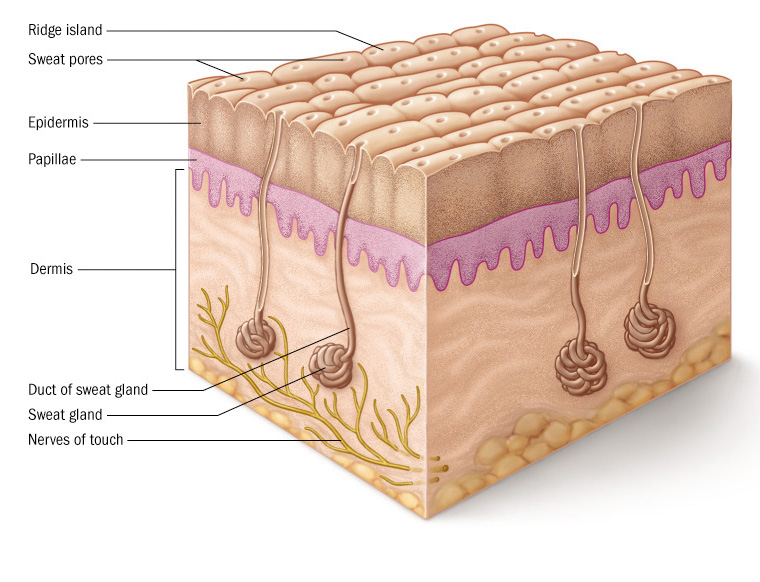 Ridge island
Sweat pores
Epidermis
Papillae
Dermis
Duct of sweat gland
Sweat gland
Nerves of touch